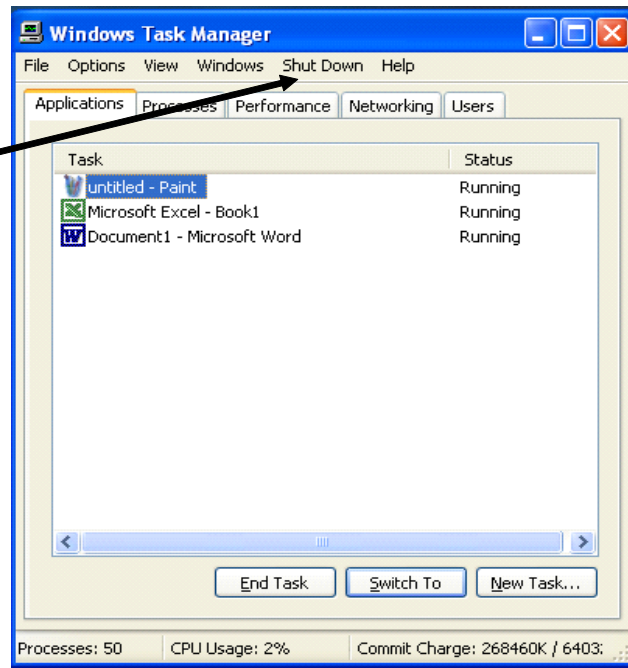 Windows Task Manager
File Options View Windows Shut Down Help
Applications Processes Performance Networking Users
Task Status
untitled - Paint Running
Microsoft Excel - Book1 Running
Document1 - Microsoft Word Running
End Task Switch To New Task...
Processes: 50 CPU Usage: 2% Commit Charge: 268460K / 6403